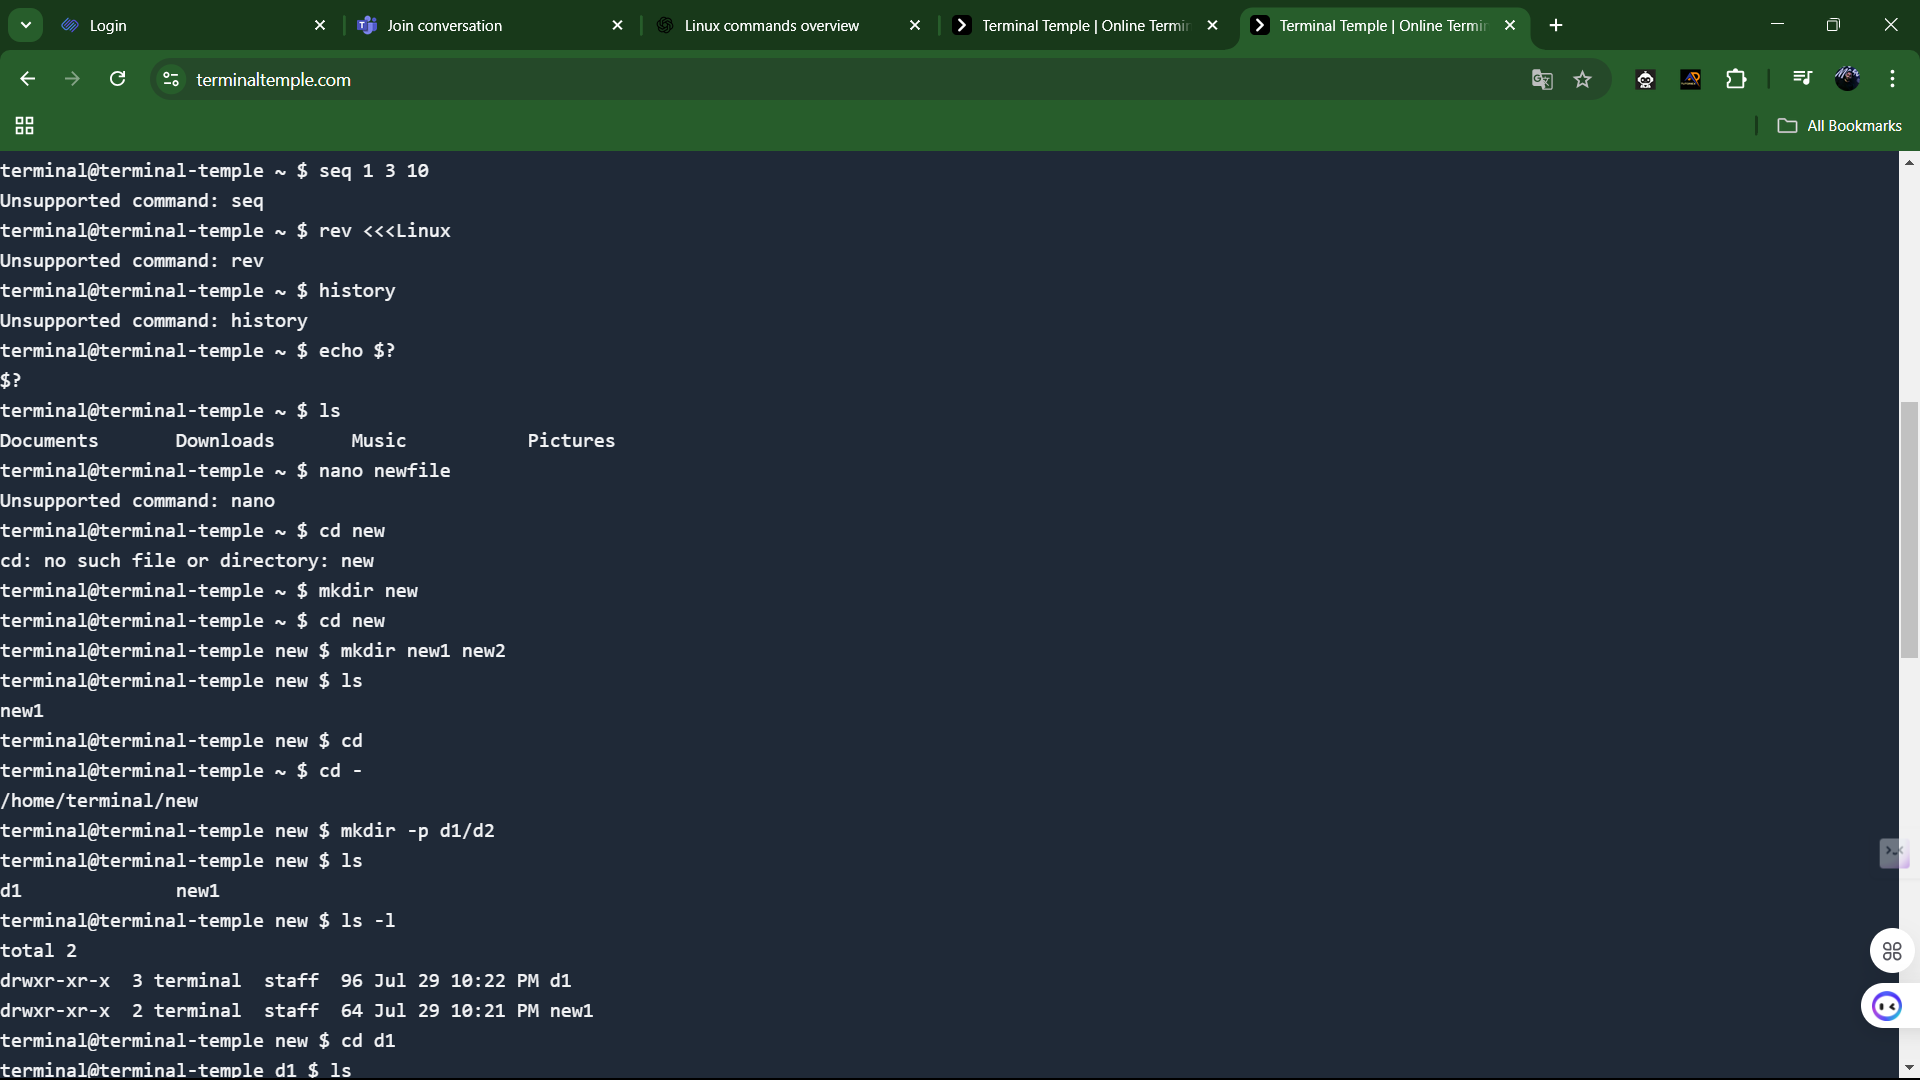 Login
Join conversation
Linux commands overview
Terminal Temple | Online Termin
Terminal Temple | Online Termin
terminaltemple.com
All Bookmarks
terminal@terminal-temple ~ $ seq 1 3 10
Unsupported command: seq
terminal@terminal-temple ~ $ rev <<<Linux
Unsupported command: rev
terminal@terminal-temple ~ $ history
Unsupported command: history
terminal@terminal-temple ~ $ echo $?
$?
terminal@terminal-temple ~ $ ls
Documents       Downloads       Music           Pictures
terminal@terminal-temple ~ $ nano newfile
Unsupported command: nano
terminal@terminal-temple ~ $ cd new
cd: no such file or directory: new
terminal@terminal-temple ~ $ mkdir new
terminal@terminal-temple ~ $ cd new
terminal@terminal-temple new $ mkdir new1 new2
terminal@terminal-temple new $ ls
new1
terminal@terminal-temple new $ cd
terminal@terminal-temple ~ $ cd -
/home/terminal/new
terminal@terminal-temple new $ mkdir -p d1/d2
terminal@terminal-temple new $ ls
d1              new1
terminal@terminal-temple new $ ls -l
total 2
drwxr-xr-x  3 terminal  staff  96 Jul 29 10:22 PM d1
drwxr-xr-x  2 terminal  staff  64 Jul 29 10:21 PM new1
terminal@terminal-temple new $ cd d1
terminal@terminal-temple d1 $ ls